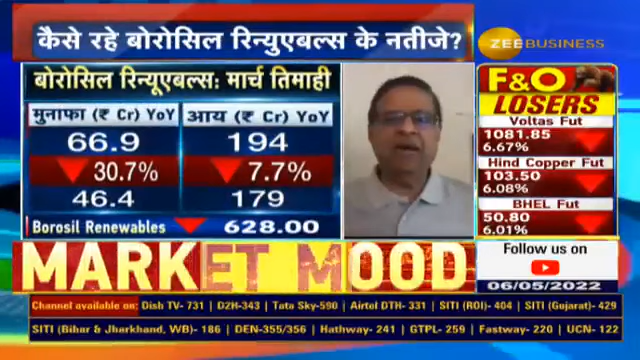 कैसे रहे बोरोसिल रिन्युएबल्स के नतीजे?
ZEE BUSINESS
बोरोसिल रिन्यूएबल्स: मार्च तिमाही
मुनाफा (₹ Cr) YoY
आय (₹ Cr) YoY
66.9
194
30.7%
7.7%
46.4
179
Borosil Renewables 628.00
F&O
LOSERS
Voltas Fut
1081.85
6.67%
Hind Copper Fut
103.50
6.08%
BHEL Fut
50.80
6.01%
MARKET MOOD
Follow us on
06/05/2022
Channel available on: Dish TV- 731 | D2H-343 | Tata Sky-590 | Airtel DTH- 331 | SITI (ROI)- 404 | SITI (Gujarat)- 429
SITI (Bihar & Jharkhand, WB)- 186 | DEN-355/356 | Hathway- 241 | GTPL- 259 | Fastway- 220 | UCN- 122